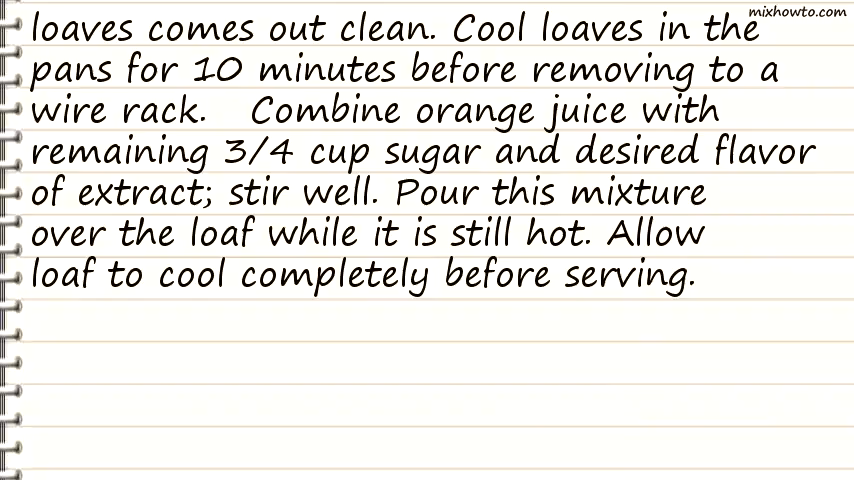 mixhowto.com
loaves comes out clean. Cool loaves in the
pans for 10 minutes before removing to a
wire rack.   Combine orange juice with
remaining 3/4 cup sugar and desired flavor
of extract; stir well. Pour this mixture
over the loaf while it is still hot. Allow
loaf to cool completely before serving.